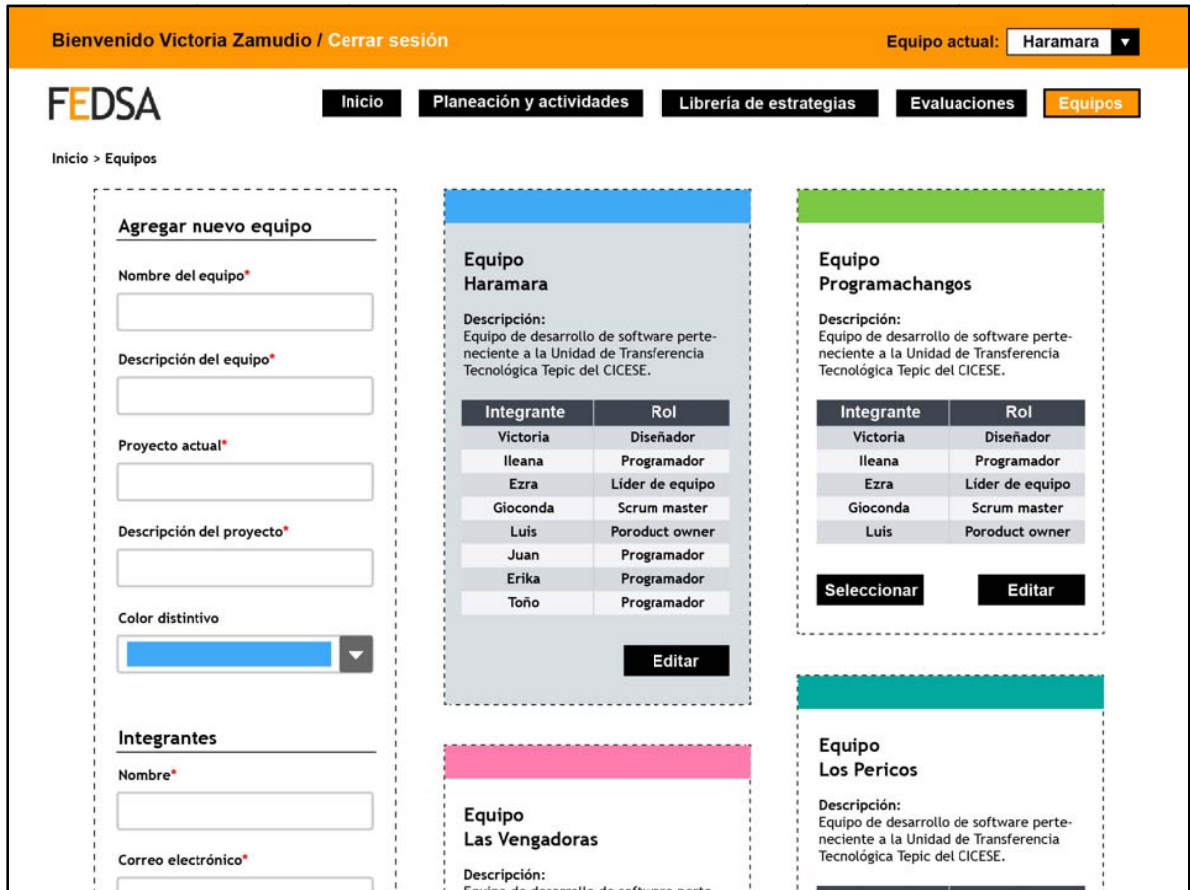 Bienvenido Victoria Zamudio / Cerrar sesión
Equipo actual: Haramara
FEDSA
Inicio
Planeación y actividades
Librería de estrategias
Evaluaciones
Equipos
Inicio > Equipos
Agregar nuevo equipo
Nombre del equipo*
Descripción del equipo*
Proyecto actual*
Descripción del proyecto*
Color distintivo
Integrantes
Nombre*
Correo electrónico*
Equipo
Haramara
Descripción:
Equipo de desarrollo de software perte-
neciente a la Unidad de Transferencia
Tecnológica Tepic del CICESE.
Integrante Rol
Victoria Diseñador
Ileana Programador
Ezra Líder de equipo
Gioconda Scrum master
Luis Poroduct owner
Juan Programador
Erika Programador
Toño Programador
Editar
Equipo
Las Vengadoras
Descripción:
Equipo de desarrollo de software perte-
Equipo
Programachangos
Descripción:
Equipo de desarrollo de software perte-
neciente a la Unidad de Transferencia
Tecnológica Tepic del CICESE.
Integrante Rol
Victoria Diseñador
Ileana Programador
Ezra Líder de equipo
Gioconda Scrum master
Luis Poroduct owner
Seleccionar Editar
Equipo
Los Pericos
Descripción:
Equipo de desarrollo de software perte-
neciente a la Unidad de Transferencia
Tecnológica Tepic del CICESE.